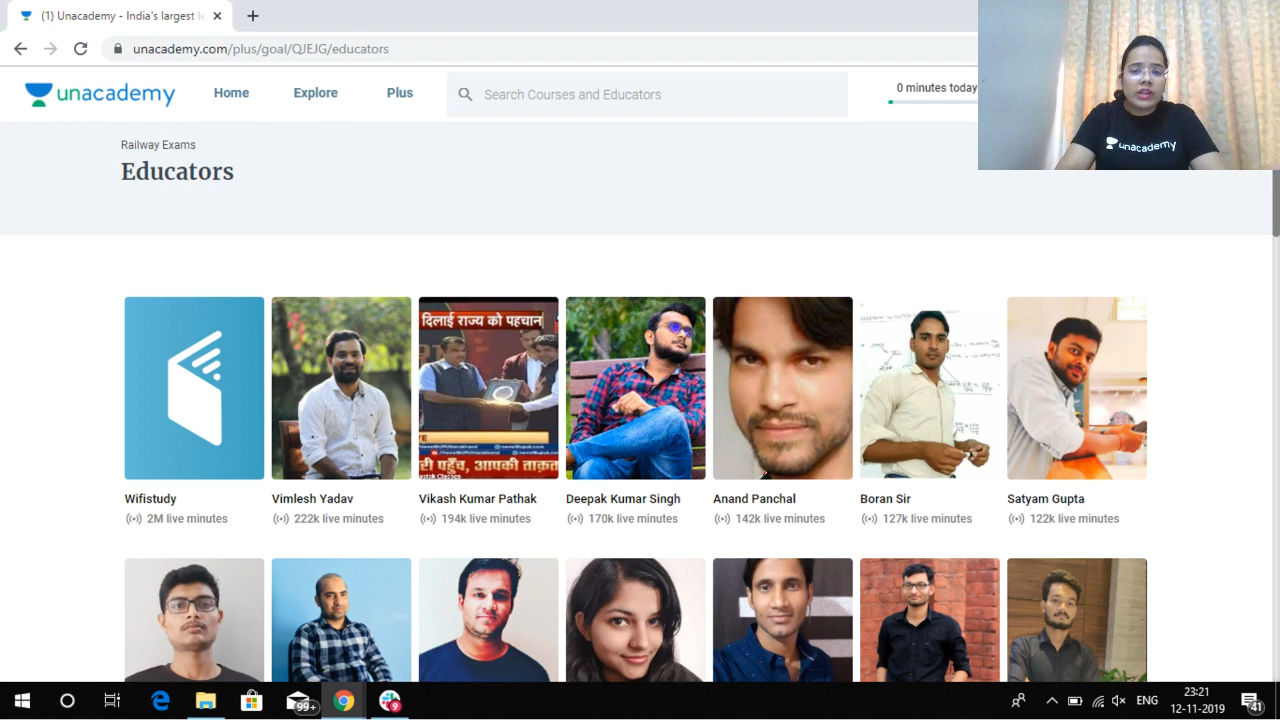 (1) Unacademy - India's largest le
unacademy.com/plus/goal/QJEJG/educators
unacademy
Home
Explore
Plus
Search Courses and Educators
0 minutes today
unacademy
Railway Exams
Educators
दिलाई राज्य को पहचान
Wifistudy
Vimlesh Yadav
Vikash Kumar Pathak
Deepak Kumar Singh
Anand Panchal
Boran Sir
Satyam Gupta
2M live minutes
222k live minutes
194k live minutes
170k live minutes
142k live minutes
127k live minutes
122k live minutes
99+
9
ENG
23:21
12-11-2019
41